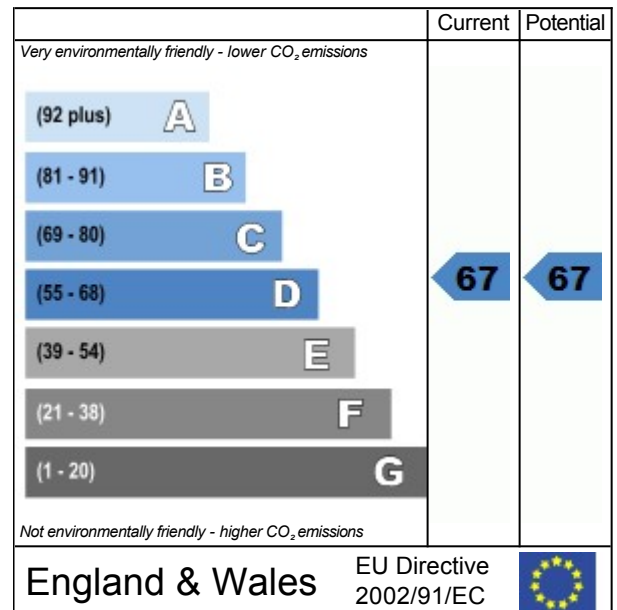 Current Potential
Very environmentally friendly - lower CO₂ emissions
(92 plus) A
(81 - 91) B
(69 - 80) C
(55 - 68) D
67 67
(39 - 54) E
(21 - 38) F
(1 - 20) G
Not environmentally friendly - higher CO₂ emissions
England & Wales
EU Directive
2002/91/EC